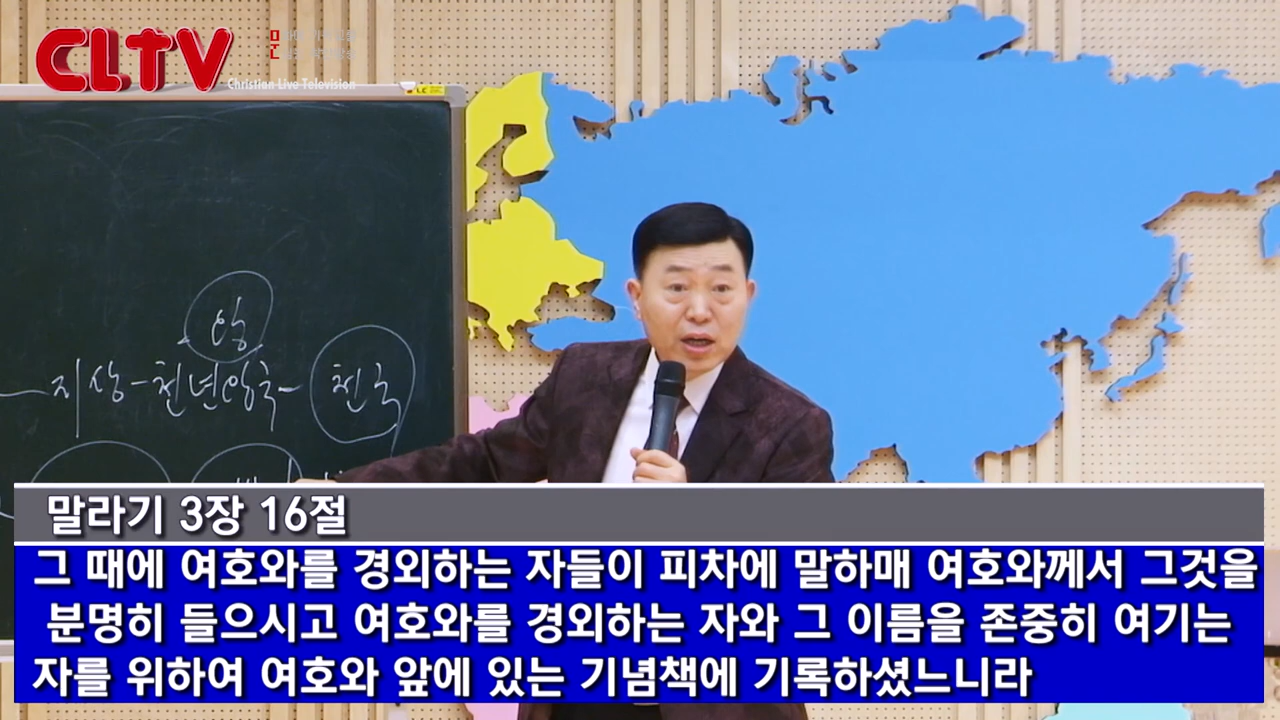 CLTV
Christian Live Television
양
지상-천년왕국-
천국
말라기 3장 16절
그 때에 여호와를 경외하는 자들이 피차에 말하매 여호와께서 그것을
분명히 들으시고 여호와를 경외하는 자와 그 이름을 존중히 여기는
자를 위하여 여호와 앞에 있는 기념책에 기록하셨느니라